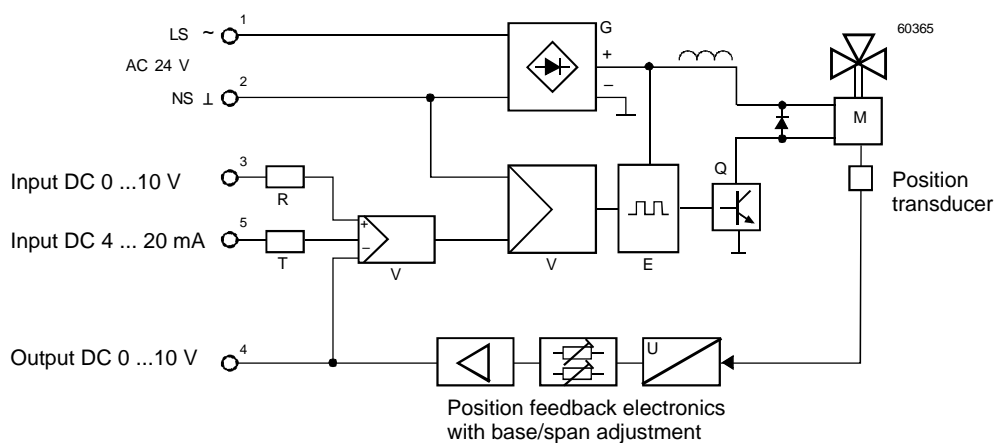 1
LS ~
AC 24 V
2
NS ⊥
G
+
−
60365
M
3
Input DC 0 ...10 V
R
5
Input DC 4 ... 20 mA
T
+
−
V
V
E
Q
Position
transducer
4
Output DC 0 ...10 V
U
Position feedback electronics
with base/span adjustment